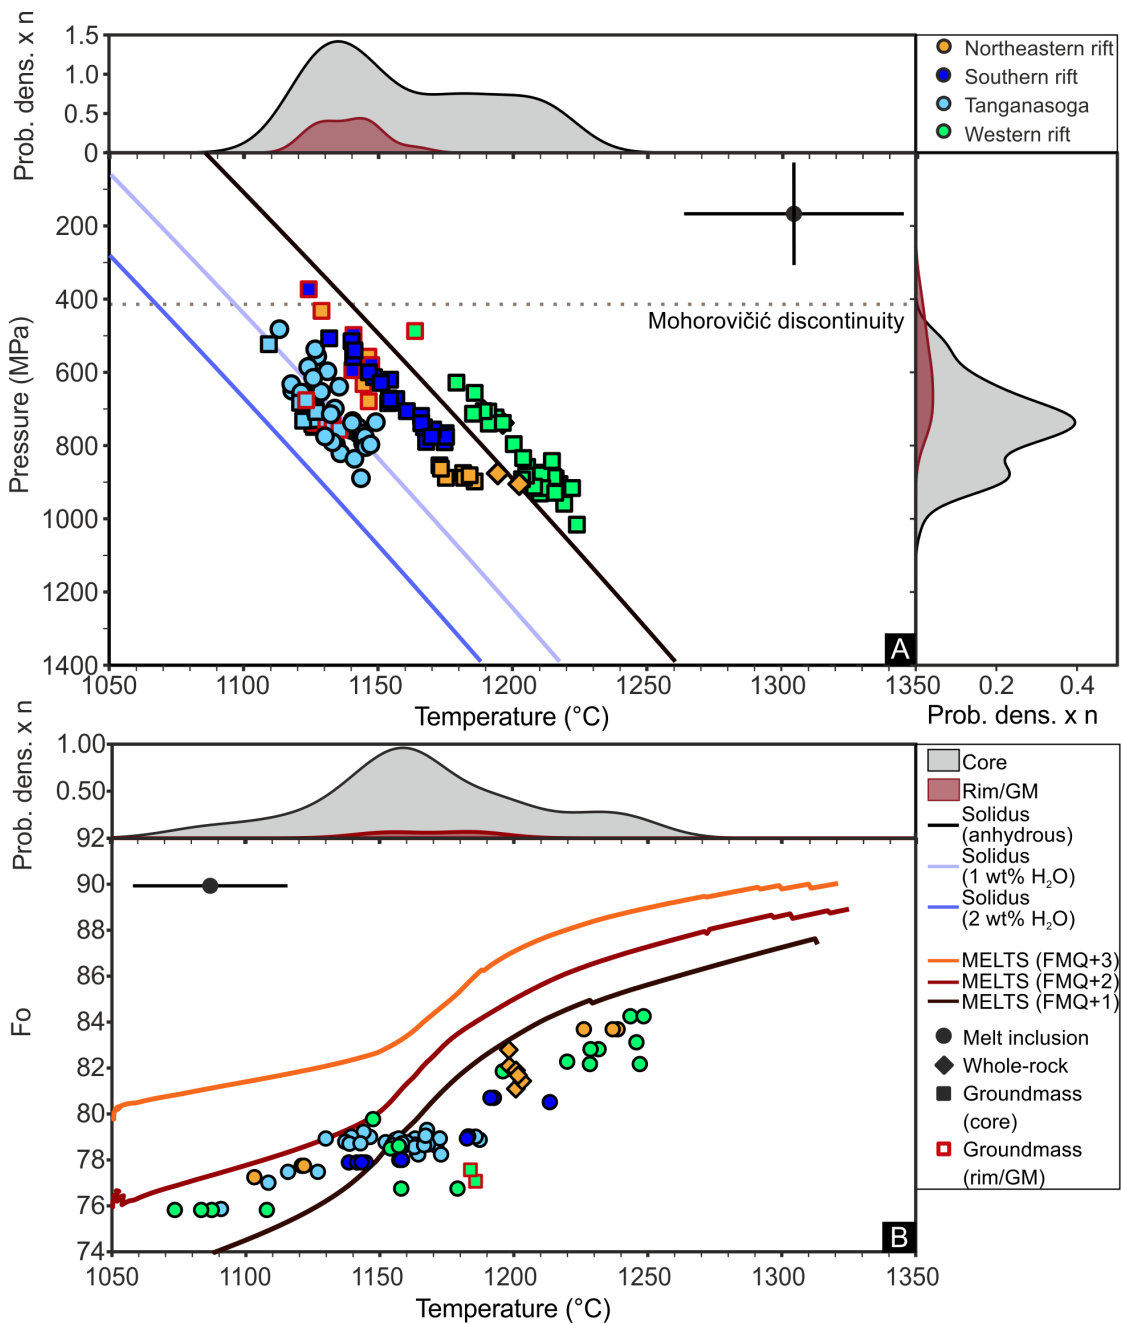 Prob. dens. x n
1.5
1.0
0.5
0
Northeastern rift
Southern rift
Tanganasoga
Western rift
Pressure (MPa)
200
400
600
800
1000
1200
1400
Mohorovičić discontinuity
A
1050
1100
1150
1200
1250
1300
1350
Temperature (°C)
0.2
0.4
Prob. dens. x n
Prob. dens. x n
1.00
0.50
92
Fo
90
88
86
84
82
80
78
76
74
B
1050
1100
1150
1200
1250
1300
1350
Temperature (°C)
Core
Rim/GM
Solidus
(anhydrous)
Solidus
(1 wt% H₂O)
Solidus
(2 wt% H₂O)
MELTS (FMQ+3)
MELTS (FMQ+2)
MELTS (FMQ+1)
Melt inclusion
Whole-rock
Groundmass
(core)
Groundmass
(rim/GM)